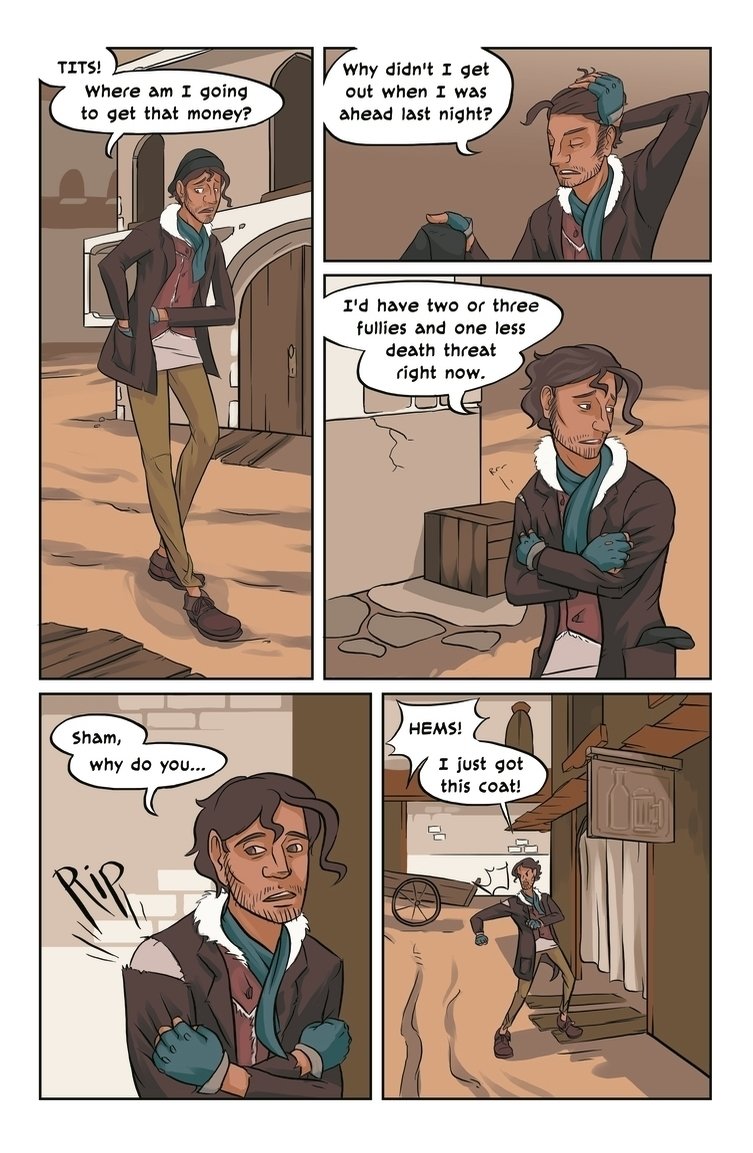 TITS!
Where am I going
to get that money?
Why didn't I get
out when I was
ahead last night?
I'd have two or three
fullies and one less
death threat
right now.
Rip
Sham,
why do you...
Rip
HEMS!
I just got
this coat!